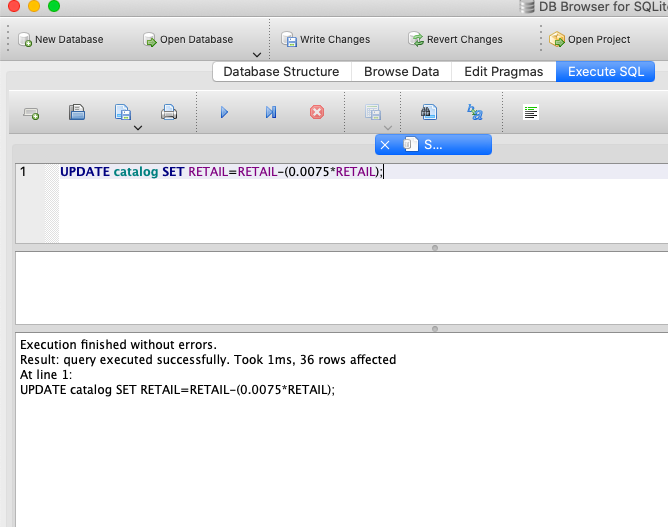 DB Browser for SQLite
New Database Open Database Write Changes Revert Changes Open Project
Database Structure Browse Data Edit Pragmas Execute SQL
S...
1 UPDATE catalog SET RETAIL=RETAIL-(0.0075*RETAIL);
Execution finished without errors.
Result: query executed successfully. Took 1ms, 36 rows affected
At line 1:
UPDATE catalog SET RETAIL=RETAIL-(0.0075*RETAIL);